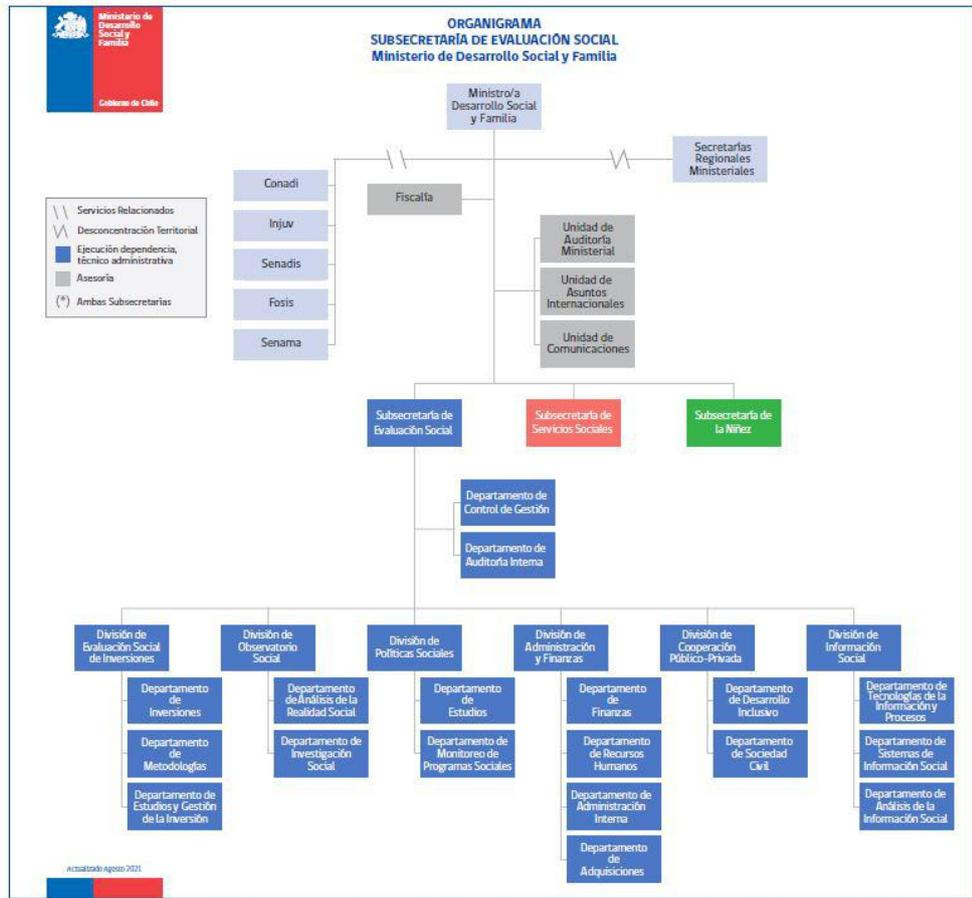 Ministerio de
Desarrollo
Social y
Familia
Gobierno de Chile
ORGANIGRAMA
SUBSECRETARÍA DE EVALUACIÓN SOCIAL
Ministerio de Desarrollo Social y Familia
Ministro/a
Desarrollo Social
y Familia
Secretarías
Regionales
Ministeriales
Conadi
Injuv
Senadis
Fosis
Senama
Fiscalía
Servicios Relacionados
Desconcentración Territorial
Ejecución dependencia,
técnico administrativa
Asesoría
(*) Ambas Subsecretarias
Unidad de
Auditoría
Ministerial
Unidad de
Asuntos
Internacionales
Unidad de
Comunicaciones
Subsecretaría de
Evaluación Social
Subsecretaría de
Servicios Sociales
Subsecretaría de
la Niñez
Departamento de
Control de Gestión
Departamento de
Auditoría Interna
División de
Evaluación Social
de Inversiones
Departamento
de
Inversiones
Departamento
de
Metodologías
Departamento de
Estudios y Gestión
de la Inversión
División de
Observatorio
Social
Departamento
de Análisis de la
Realidad Social
Departamento de
Investigación
Social
División de
Políticas Sociales
Departamento
de
Estudios
Departamento de
Monitoreo de
Programas Sociales
División de
Administración
y Finanzas
Departamento
de
Finanzas
Departamento
de Recursos
Humanos
Departamento de
Administración
Interna
Departamento
de
Adquisiciones
División de
Cooperación
Público-Privada
Departamento
de Desarrollo
Inclusivo
Departamento
de Sociedad
Civil
División de
Información
Social
Departamento de
Tecnologías de la
Información y
Procesos
Departamento de
Sistemas de
Información Social
Departamento de
Análisis de la
Información Social
Actualizado Agosto 2021